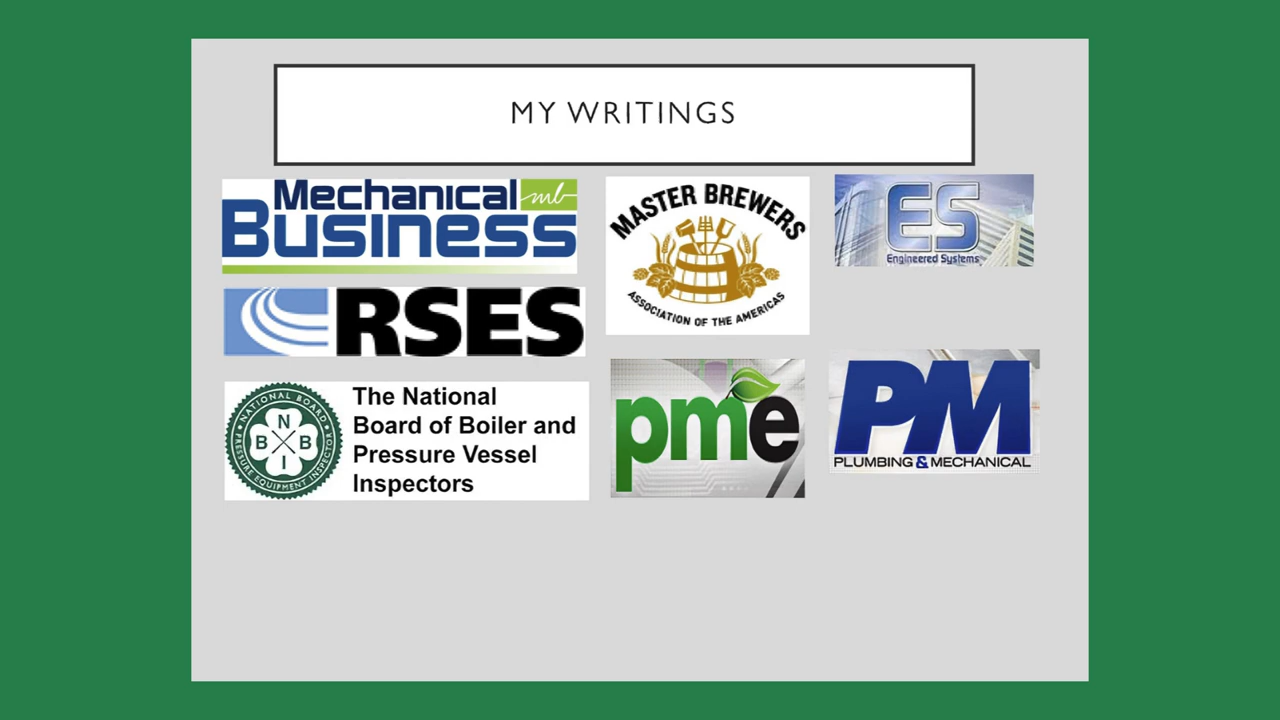 MY WRITINGS
Mechanical mb
Business
MASTER BREWERS
ASSOCIATION OF THE AMERICAS
ES
Engineered Systems
RSES
NATIONAL BOARD
PRESSURE EQUIPMENT INSPECTOR
N
B B
I
The National
Board of Boiler and
Pressure Vessel
Inspectors
pme
PM
PLUMBING & MECHANICAL